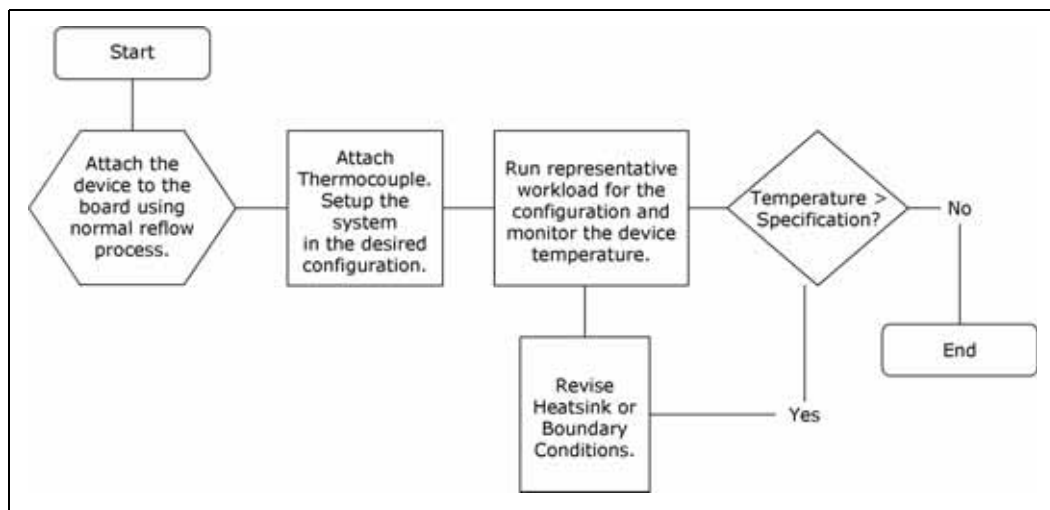 Start
Attach the
device to the
board using
normal reflow
process.
Attach
Thermocouple.
Setup the
system
in the desired
configuration.
Run representative
workload for the
configuration and
monitor the device
temperature.
Temperature >
Specification?
No
End
Yes
Revise
Heatsink or
Boundary
Conditions.